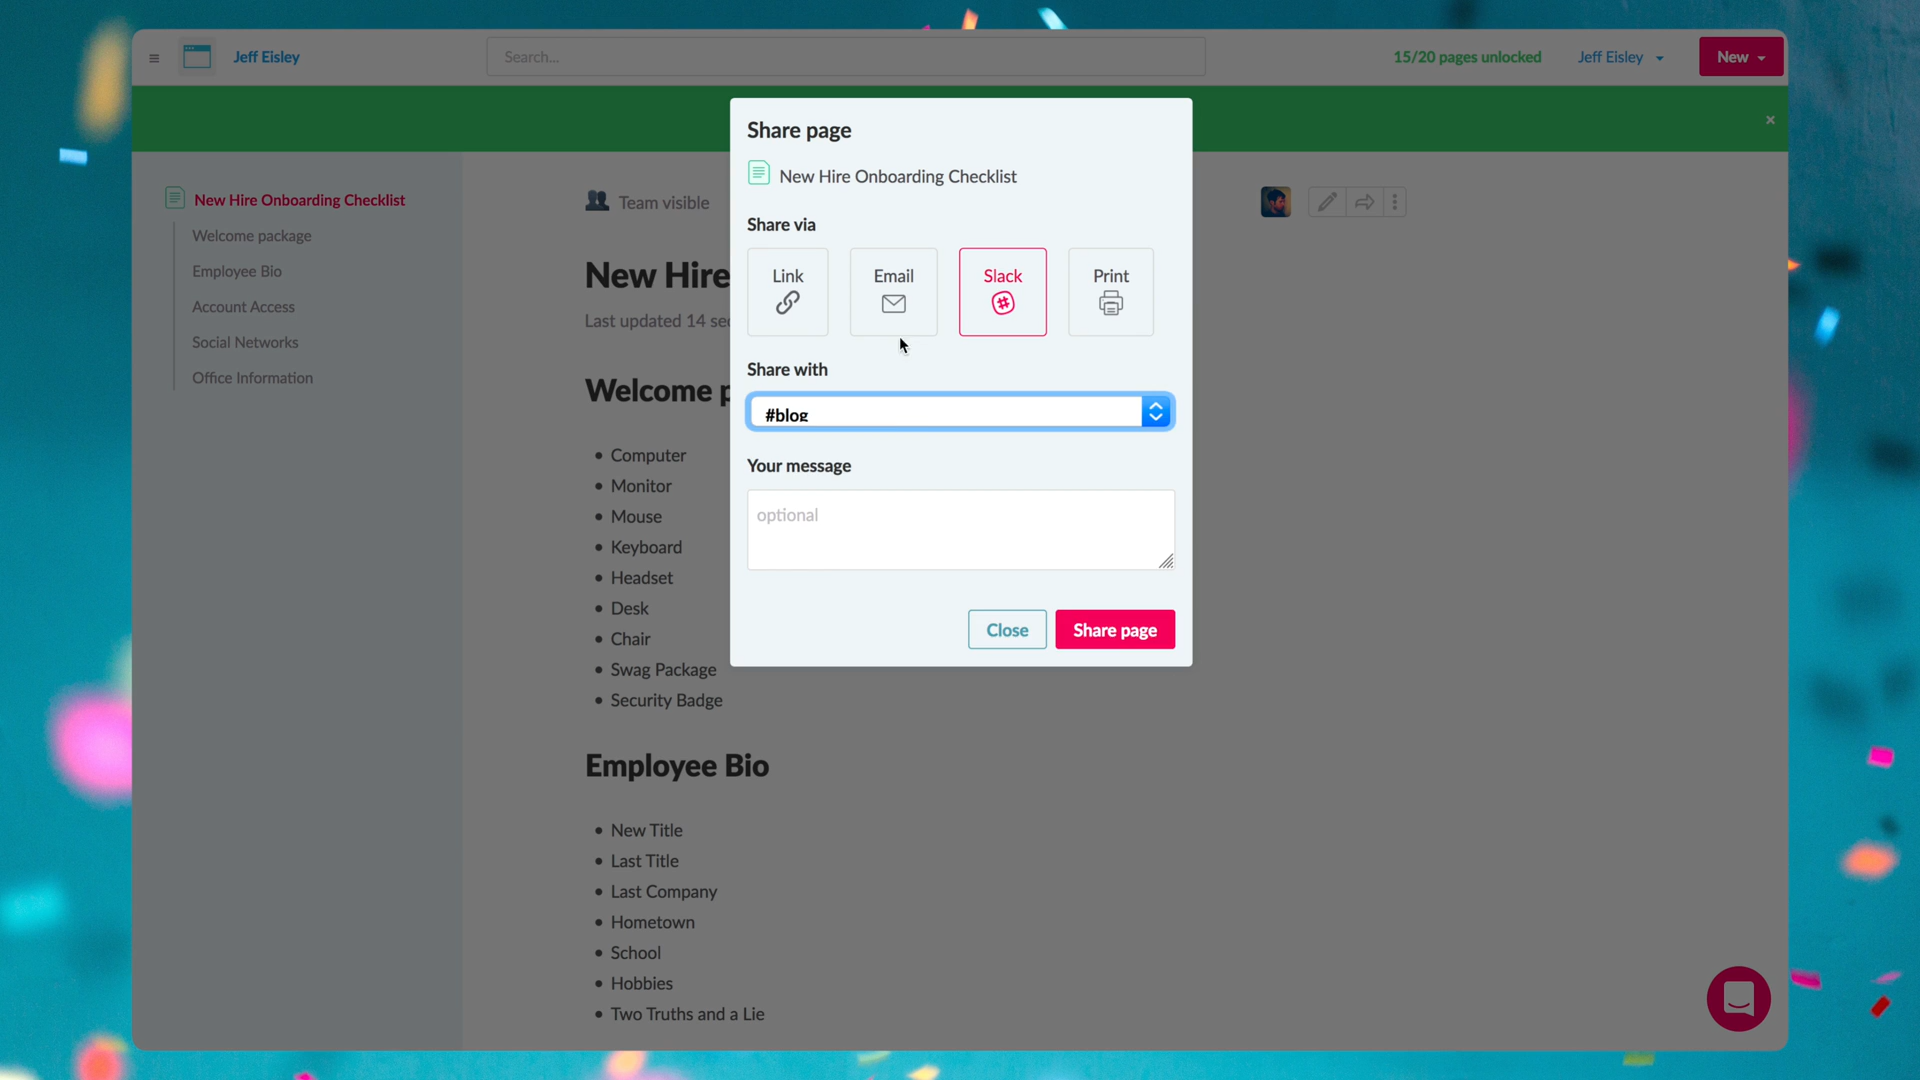 Jeff Eisley
Search...
15/20 pages unlocked
Jeff Eisley
New
Share page
New Hire Onboarding Checklist
Share via
Link
Email
Slack
Print
Share with
#blog
Your message
optional
Close
Share page
New Hire Onboarding Checklist
Welcome package
Employee Bio
Account Access
Social Networks
Office Information
Team visible
New Hire
Last updated 14
Welcome
• Computer
• Monitor
• Mouse
• Keyboard
• Headset
• Desk
• Chair
• Swag Package
• Security Badge
Employee Bio
• New Title
• Last Title
• Last Company
• Hometown
• School
• Hobbies
• Two Truths and a Lie